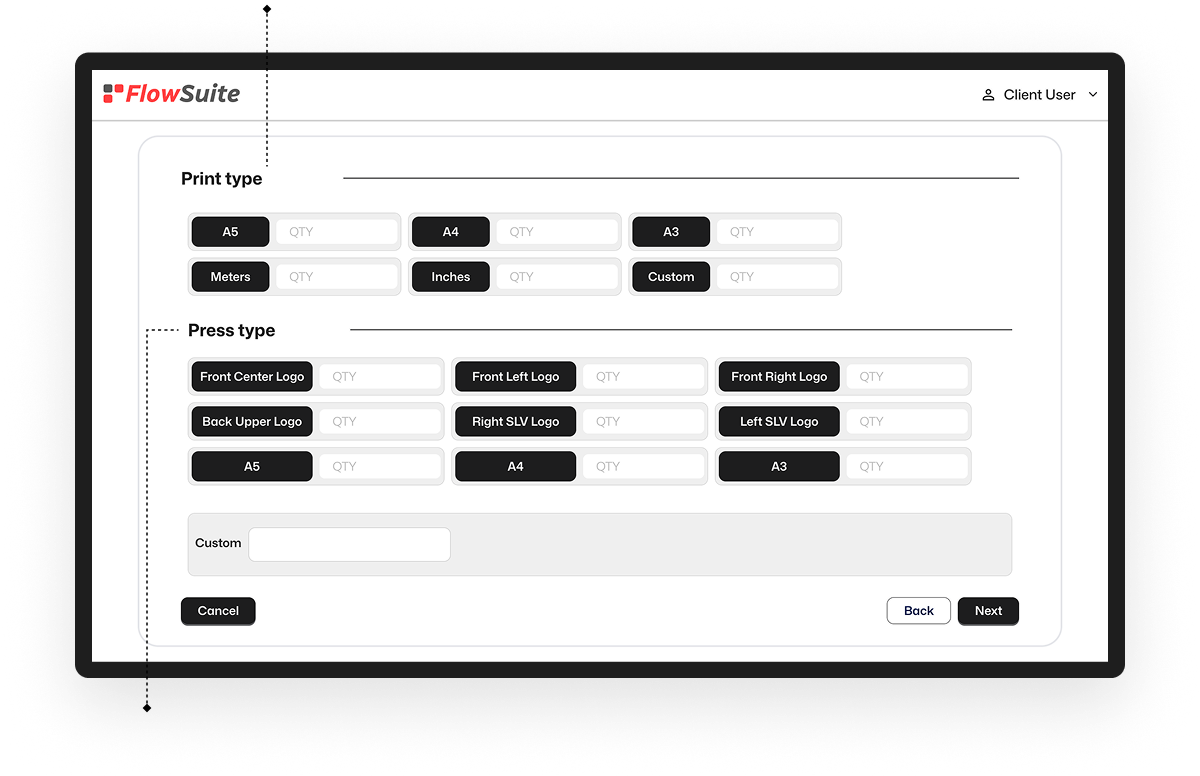 FlowSuite
Client User
Print type
A5 QTY A4 QTY A3 QTY
Meters QTY Inches QTY Custom QTY
Press type
Front Center Logo QTY Front Left Logo QTY Front Right Logo QTY
Back Upper Logo QTY Right SLV Logo QTY Left SLV Logo QTY
A5 QTY A4 QTY A3 QTY
Custom
Cancel Back Next